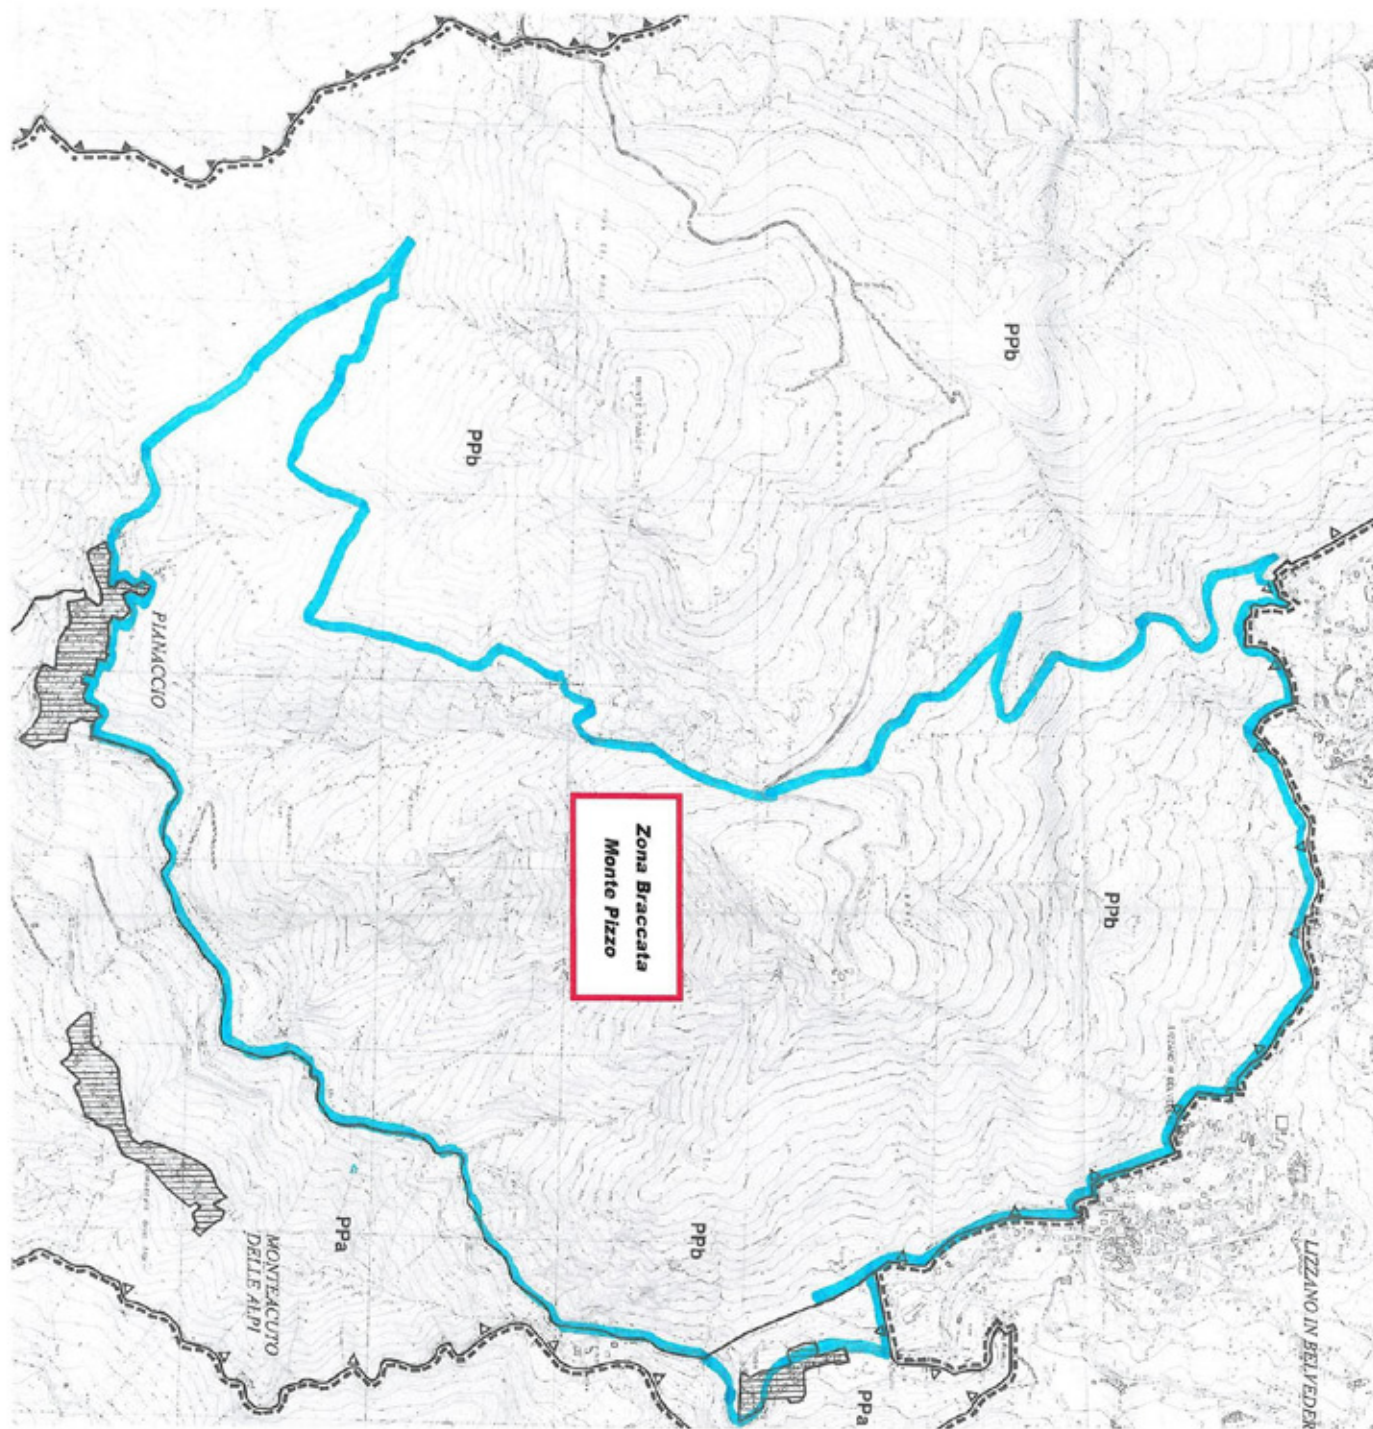 PPb
PPb
PIANACCIO
Zona Braccata
Monte Pizzo
PPb
PPa
PPb
MONTEACUTO
DELLE ALPI
LIZZANO IN BELVEDER
PPa